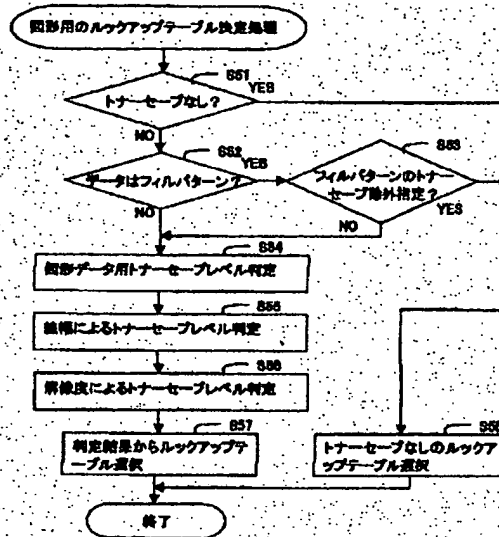 図形用のルックアップテーブル決定処理
S51
トナーセーブなし?
YES
NO
S52
データはフィルパターン?
YES
NO
S53
フィルパターンのトナー
セーブ除外指定?
YES
NO
S54
図形データ用トナーセーブレベル判定
S55
線幅によるトナーセーブレベル判定
S56
解像度によるトナーセーブレベル判定
S57
判定結果からルックアップテ
ーブル選択
トナーセーブなしのルックア
ップテーブル選択
終了